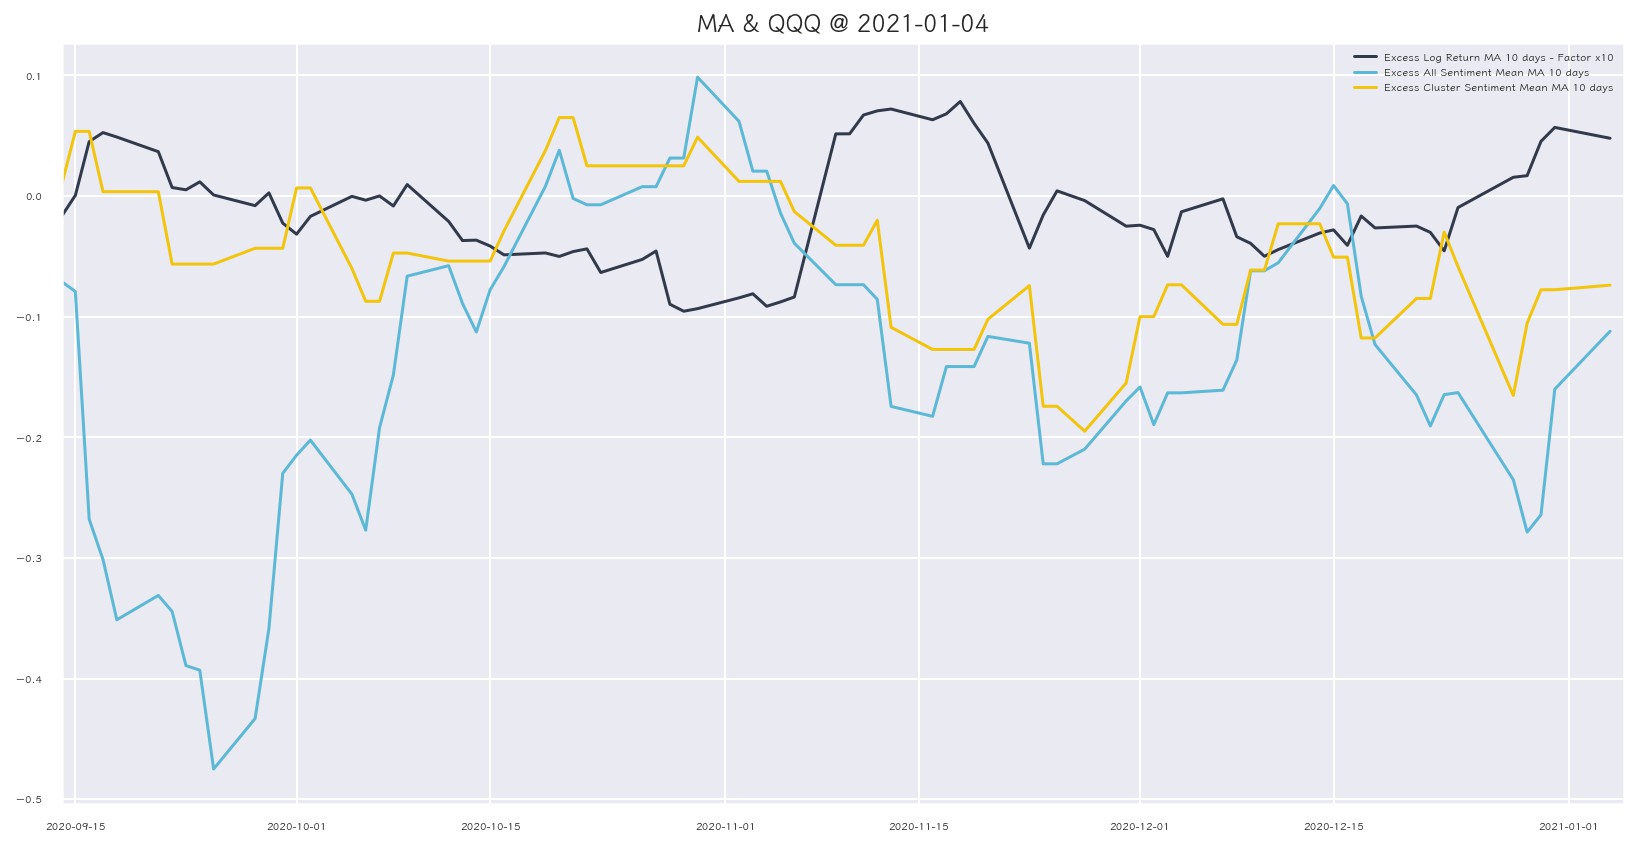 MA & QQQ @ 2021-01-04
Excess Log Return MA 10 days - Factor x10
Excess All Sentiment Mean MA 10 days
Excess Cluster Sentiment Mean MA 10 days
0.1
0.0
−0.1
−0.2
−0.3
−0.4
−0.5
2020-09-15 2020-10-01 2020-10-15 2020-11-01 2020-11-15 2020-12-01 2020-12-15 2021-01-01